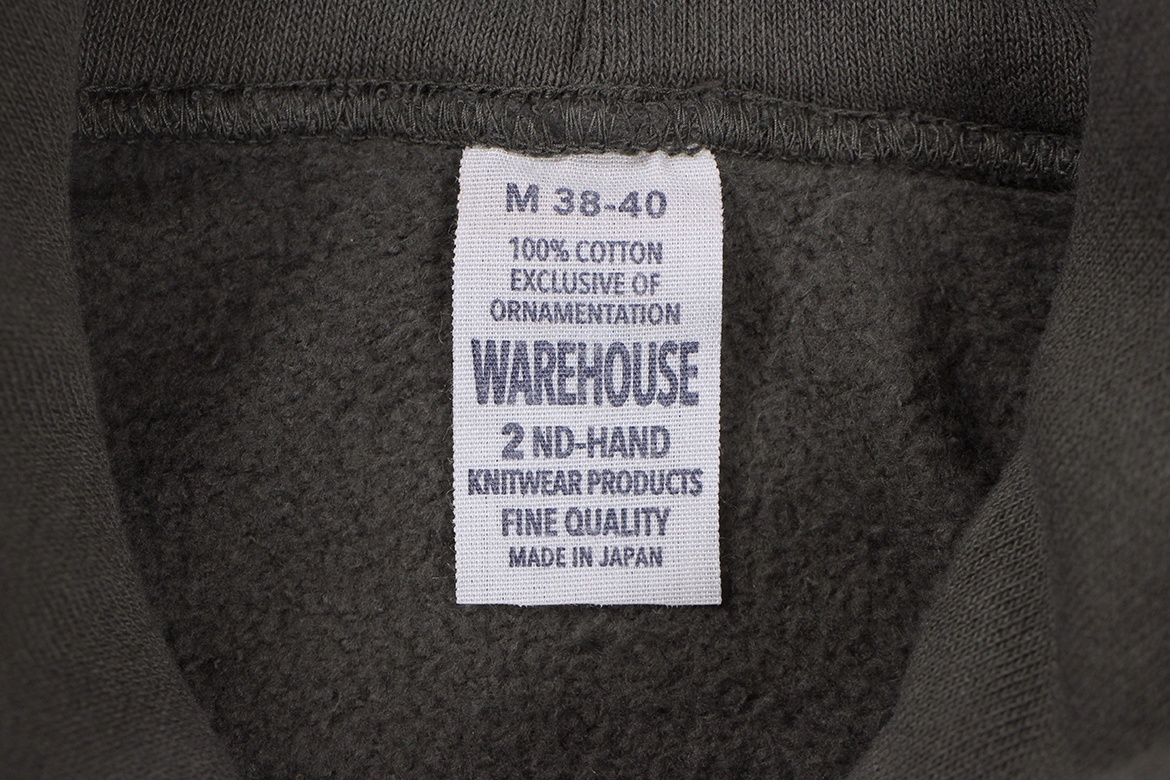 M 38-40
100% COTTON
EXCLUSIVE OF
ORNAMENTATION
WAREHOUSE
2 ND-HAND
KNITWEAR PRODUCTS
FINE QUALITY
MADE IN JAPAN